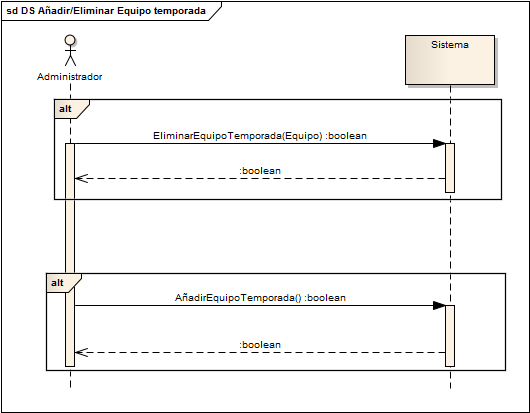 sd DS Añadir/Eliminar Equipo temporada
Administrador
Sistema
alt
EliminarEquipoTemporada(Equipo) :boolean
:boolean
alt
AñadirEquipoTemporada() :boolean
:boolean